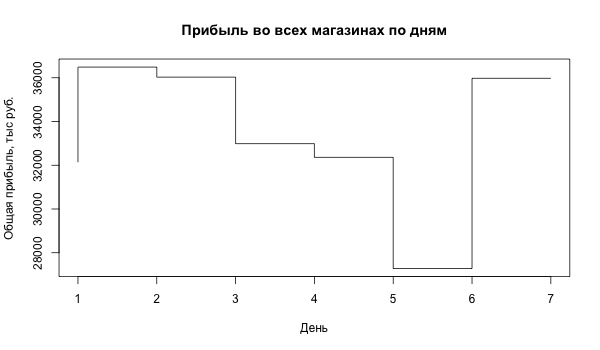 Прибыль во всех магазинах по дням
Общая прибыль, тыс руб.
36000
34000
32000
30000
28000
1 2 3 4 5 6 7
День